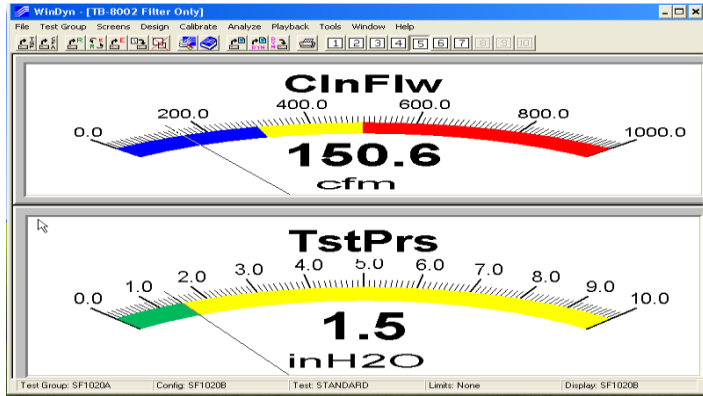 WinDyn - [TB-8002 Filter Only]
File Test Group Screens Design Calibrate Analyze Playback Tools Window Help
1 2 3 4 5 6 7 8 9 10
ClnFlw
0.0 200.0 400.0 600.0 800.0 1000.0
150.6
cfm
TstPrs
0.0 1.0 2.0 3.0 4.0 5.0 6.0 7.0 8.0 9.0 10.0
1.5
inH2O
Test Group: SF1020A Config: SF1020B Test: STANDARD Limits: None Display: SF1020B